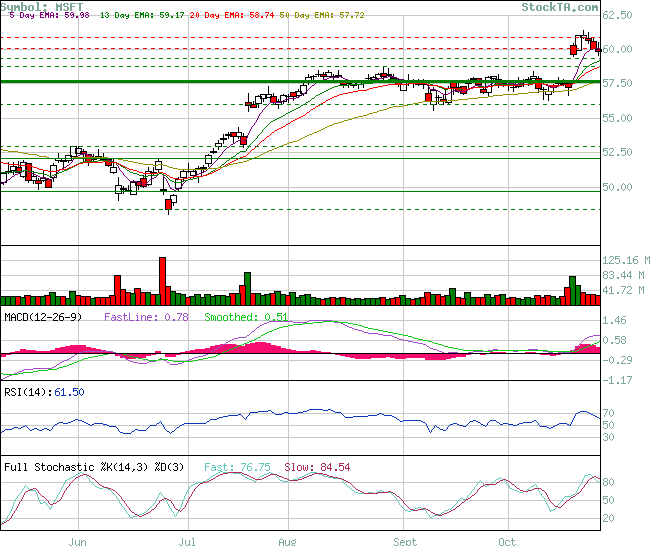 Symbol: MSFT
StockTA.com
5 Day EMA: 59.98 13 Day EMA: 59.17 20 Day EMA: 58.74 50 Day EMA: 57.72
62.50
60.00
57.50
55.00
52.50
50.00
125.16 M
83.44 M
41.72 M
MACD(12-26-9) FastLine: 0.78 Smoothed: 0.51
1.46
0.58
-0.29
-1.17
RSI(14): 61.50
70
50
30
Full Stochastic %K(14,3) %D(3) Fast: 76.75 Slow: 84.54
80
50
20
Jun Jul Aug Sept Oct